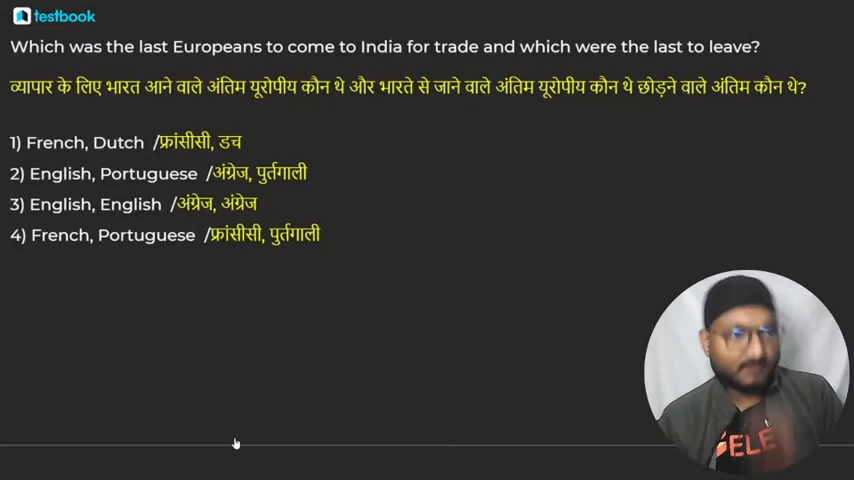 testbook
Which was the last Europeans to come to India for trade and which were the last to leave?
व्यापार के लिए भारत आने वाले अंतिम यूरोपीय कौन थे और भारते से जाने वाले अंतिम यूरोपीय कौन थे छोड़ने वाले अंतिम कौन थे?
1) French, Dutch /फ्रांसीसी, डच
2) English, Portuguese /अंग्रेज, पुर्तगाली
3) English, English /अंग्रेज, अंग्रेज
4) French, Portuguese /फ्रांसीसी, पुर्तगाली